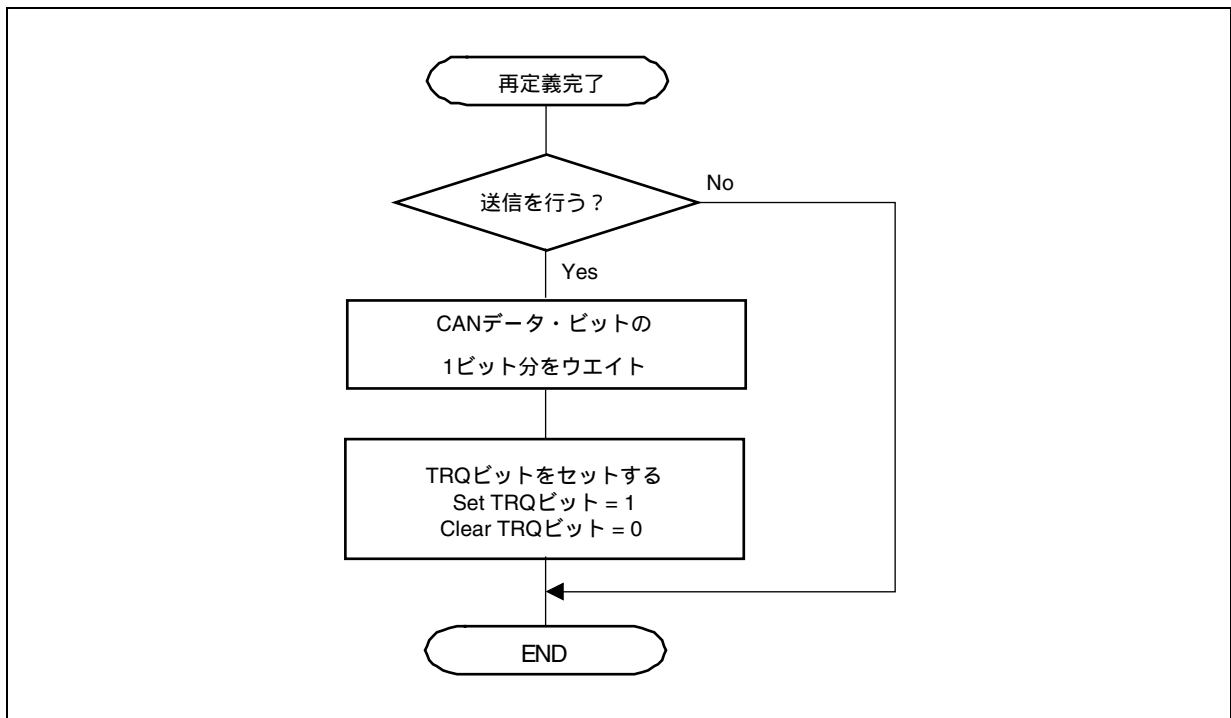 再定義完了
送信を行う？
No
Yes
CANデータ・ビットの
1ビット分をウエイト
TRQビットをセットする
Set TRQビット = 1
Clear TRQビット = 0
END